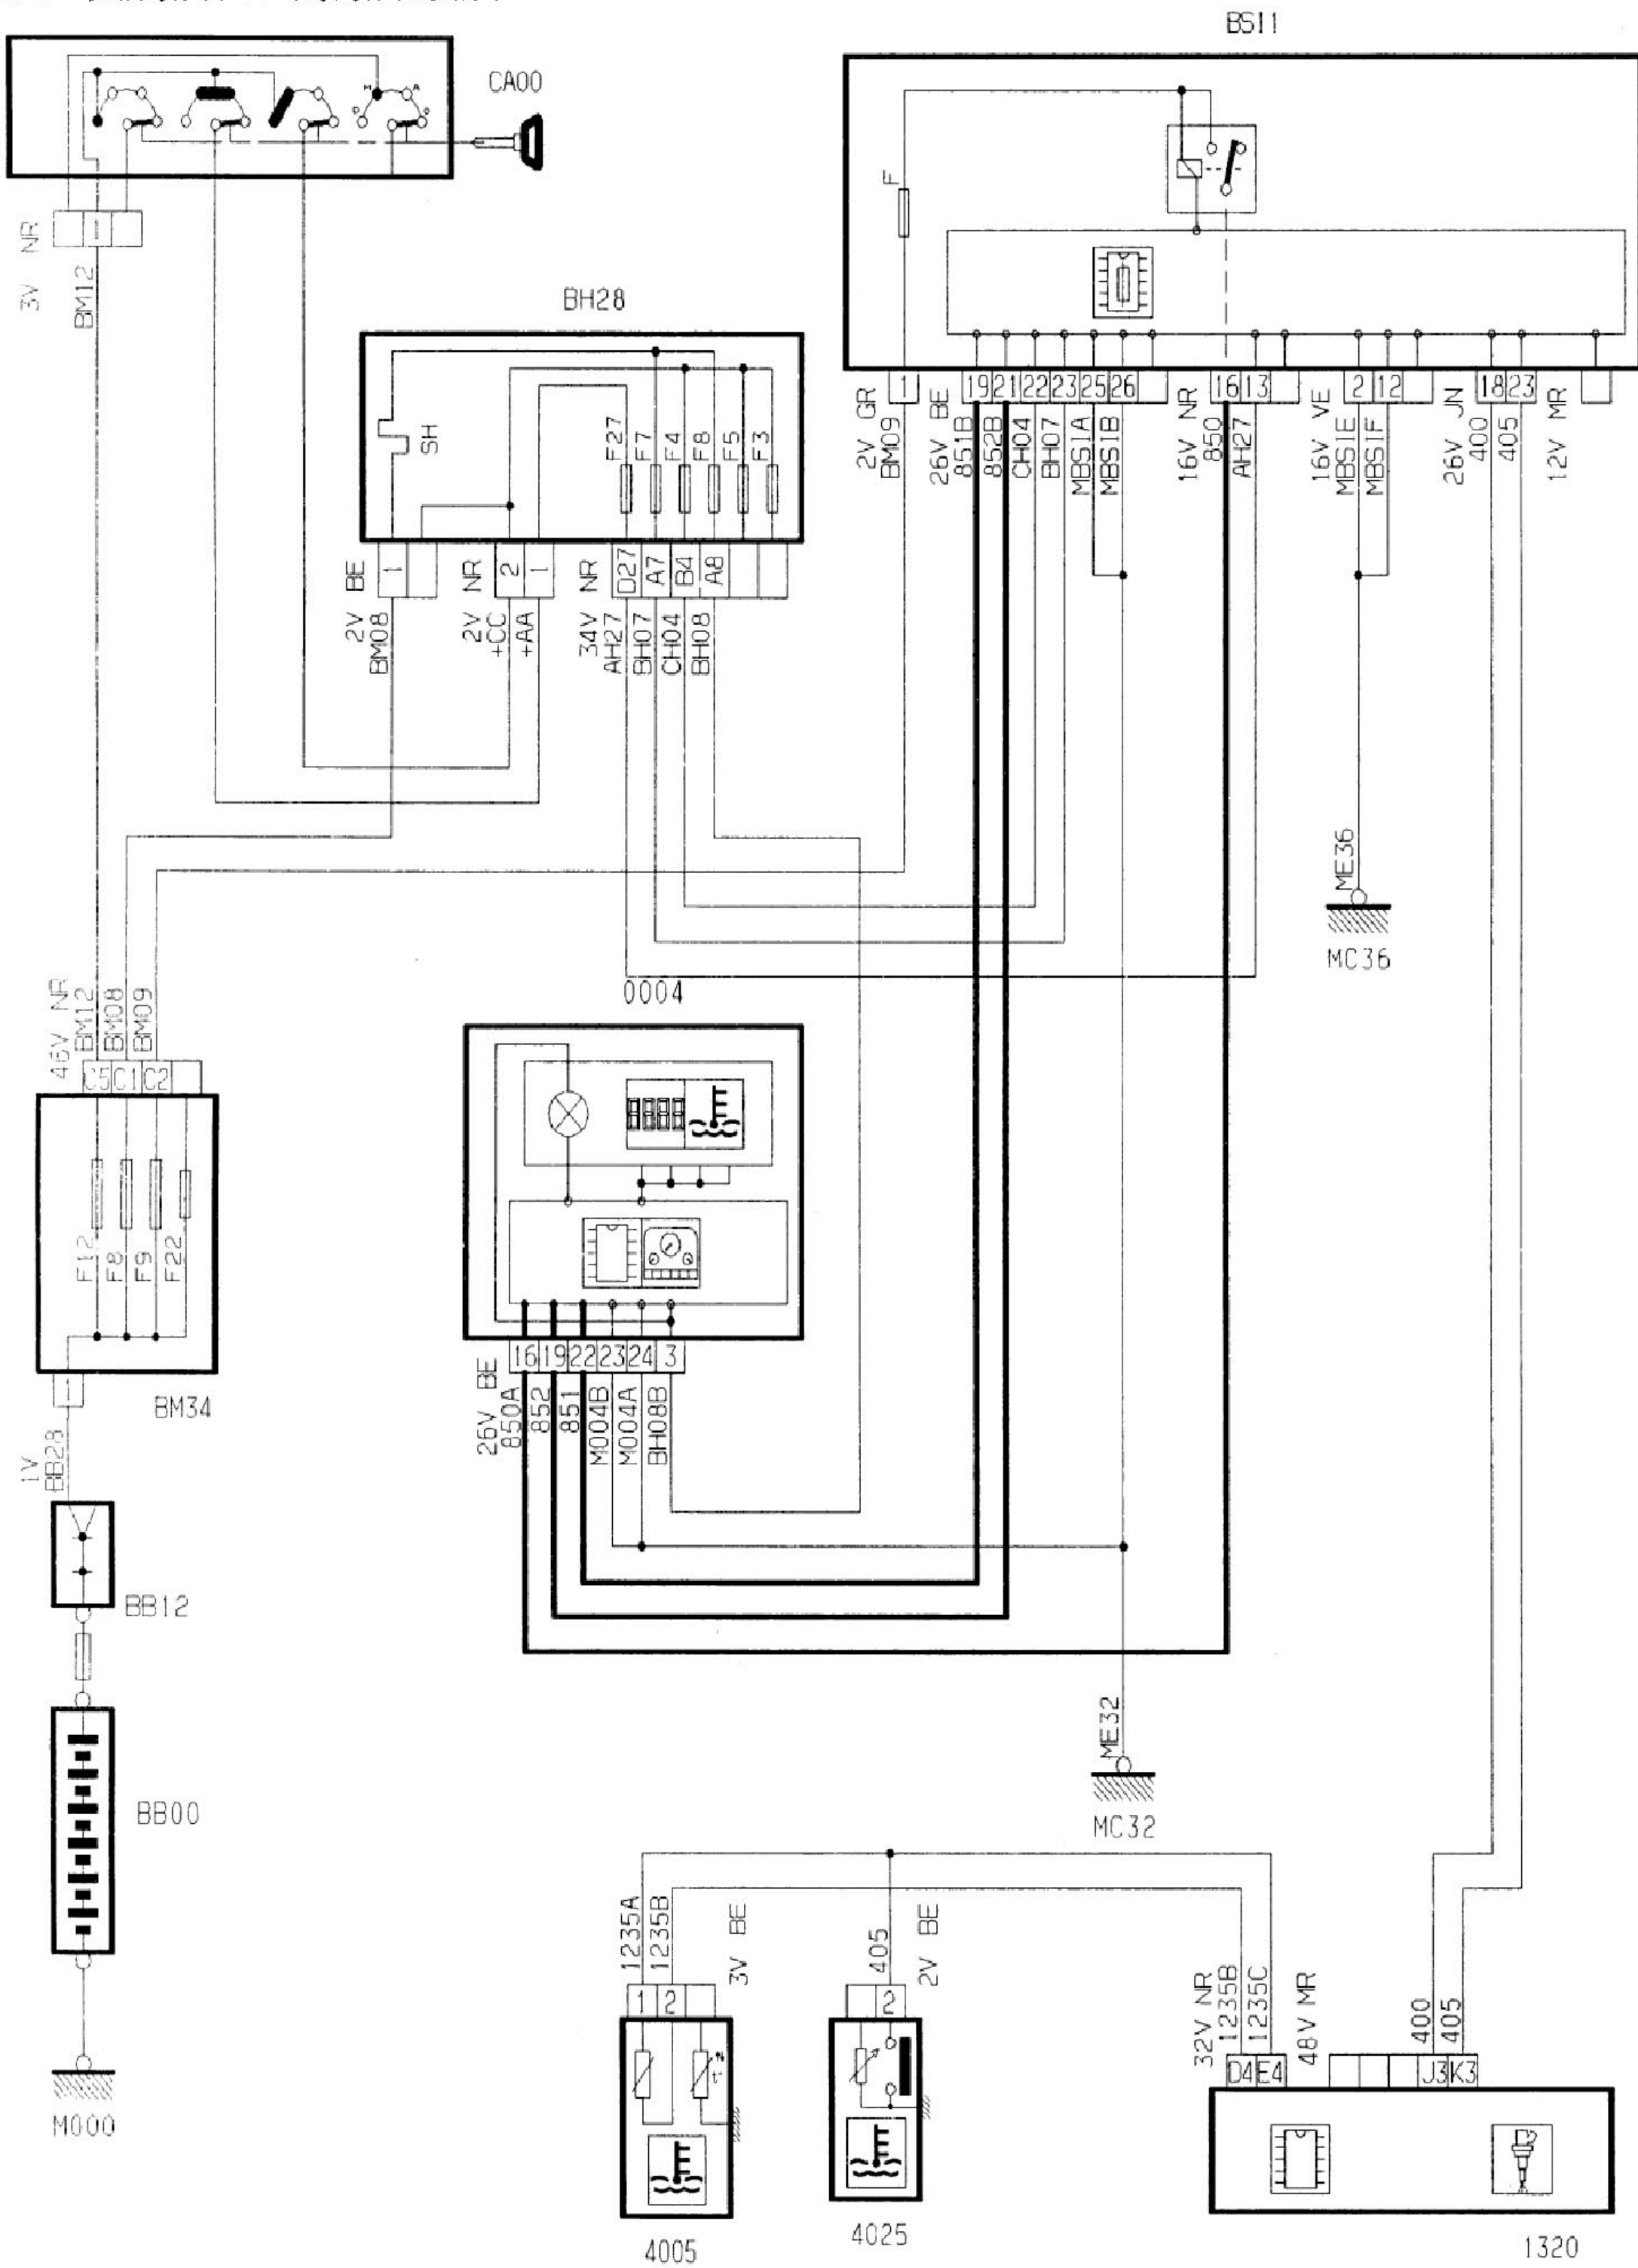 BSI1
CA00
M
A
D
3V NR
BM12
BH28
F
SH
F27
F7
F4
F8
F5
F3
1
19
21
22
23
25
26
16
13
2
12
18
23
2V GR
BM09
26V BE
851B
852B
CH04
BH07
MBSIA
MBSIB
16V NR
850
AH27
16V VE
MBSIE
MBSIF
26V JN
400
405
12V MR
1
2
1
D27
A7
B4
A8
2V BE
BM08
2V NR
+CC
+AA
34V NR
AH27
BH07
CH04
BH08
ME36
MC36
0004
46V NR
BM12
BM08
BM09
C5
C1
C2
F12
F8
F9
F22
BM34
16
19
22
23
24
3
26V BE
850A
852
851
M004B
M004A
BH08B
1V
BB28
BB12
BB00
M000
ME32
MC32
1235A
1235B
3V BE
405
2V BE
1
2
2
32V NR
1235B
1235C
48V MR
400
405
D4
E4
J3
K3
t°
4005
4025
1320